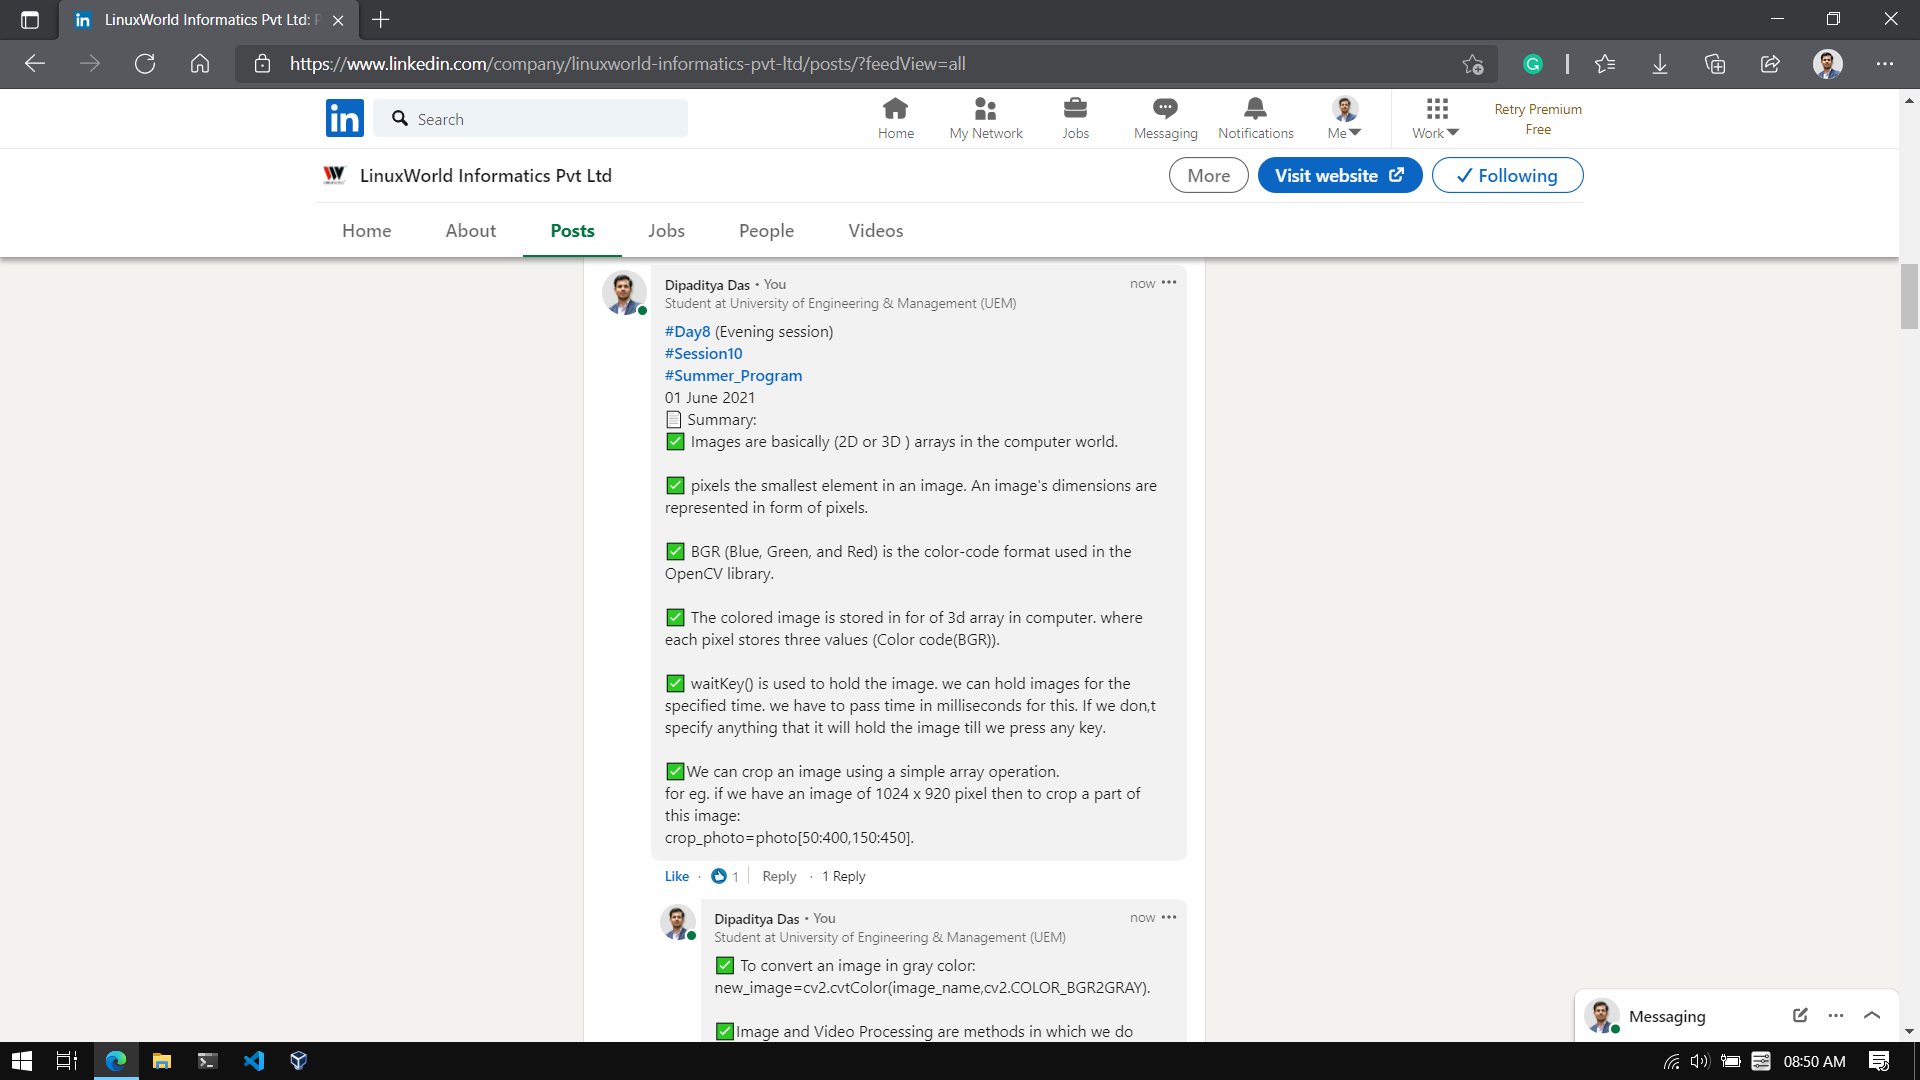 LinuxWorld Informatics Pvt Ltd: P
https://www.linkedin.com/company/linuxworld-informatics-pvt-ltd/posts/?feedView=all
in
Search
Home
My Network
Jobs
Messaging
Notifications
Me
Work
Retry Premium
Free
LinuxWorld Informatics Pvt Ltd
More
Visit website
Following
Home
About
Posts
Jobs
People
Videos
Dipaditya Das • You
now
Student at University of Engineering & Management (UEM)
#Day8 (Evening session)
#Session10
#Summer_Program
01 June 2021
📄 Summary:
✅ Images are basically (2D or 3D ) arrays in the computer world.
✅ pixels the smallest element in an image. An image's dimensions are
represented in form of pixels.
✅ BGR (Blue, Green, and Red) is the color-code format used in the
OpenCV library.
✅ The colored image is stored in for of 3d array in computer. where
each pixel stores three values (Color code(BGR)).
✅ waitKey() is used to hold the image. we can hold images for the
specified time. we have to pass time in milliseconds for this. If we don,t
specify anything that it will hold the image till we press any key.
✅We can crop an image using a simple array operation.
for eg. if we have an image of 1024 x 920 pixel then to crop a part of
this image:
crop_photo=photo[50:400,150:450].
Like · 1 Reply · 1 Reply
Dipaditya Das • You
now
Student at University of Engineering & Management (UEM)
✅ To convert an image in gray color:
new_image=cv2.cvtColor(image_name,cv2.COLOR_BGR2GRAY).
✅Image and Video Processing are methods in which we do
Messaging
08:50 AM